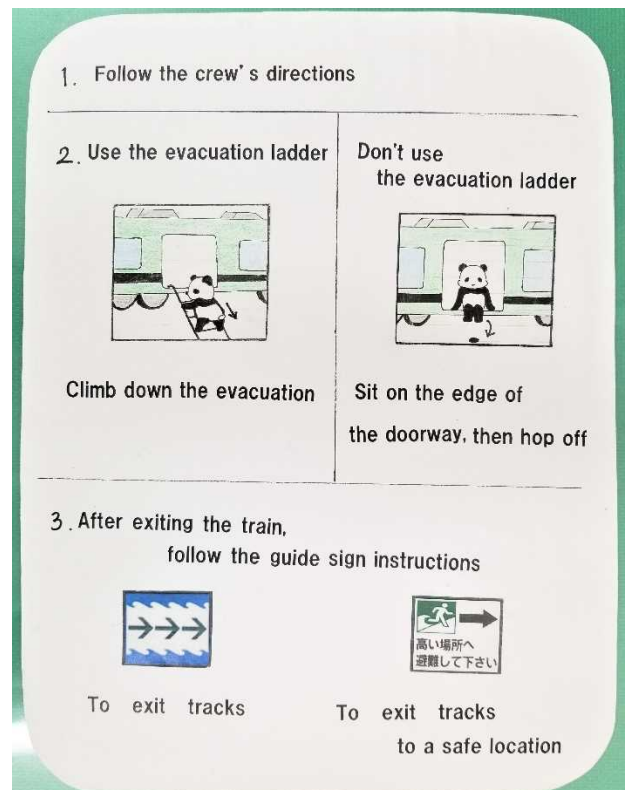 1. Follow the crew's directions
2. Use the evacuation ladder
Don't use
the evacuation ladder
Climb down the evacuation
Sit on the edge of
the doorway, then hop off
3. After exiting the train,
follow the guide sign instructions
高い場所へ
避難して下さい
To exit tracks
To exit tracks
to a safe location